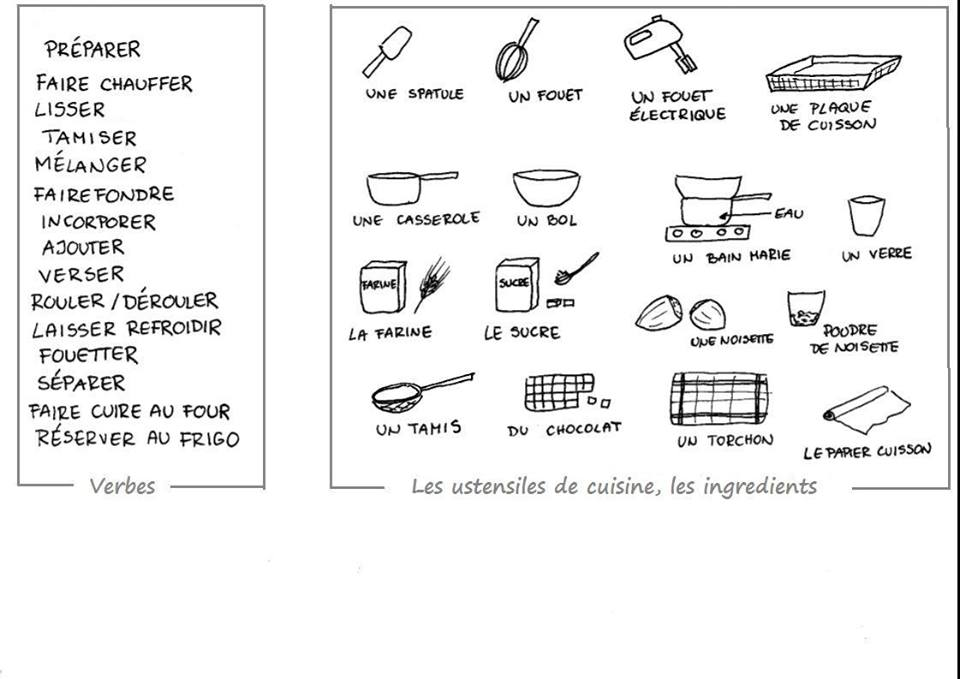 PRÉPARER
FAIRE CHAUFFER
LISSER
TAMISER
MÉLANGER
FAIRE FONDRE
INCORPORER
AJOUTER
VERSER
ROULER / DÉROULER
LAISSER REFROIDIR
FOUETTER
SÉPARER
FAIRE CUIRE AU FOUR
RÉSERVER AU FRIGO
Verbes
UNE SPATULE
UN FOUET
UN FOUET
ÉLECTRIQUE
UNE PLAQUE
DE CUISSON
UNE CASSEROLE
UN BOL
EAU
UN BAIN MARIE
UN VERRE
FARINE
LA FARINE
SUCRE
LE SUCRE
UNE NOISETTE
POUDRE
DE NOISETTE
UN TAMIS
DU CHOCOLAT
UN TORCHON
LE PAPIER CUISSON
Les ustensiles de cuisine, les ingredients